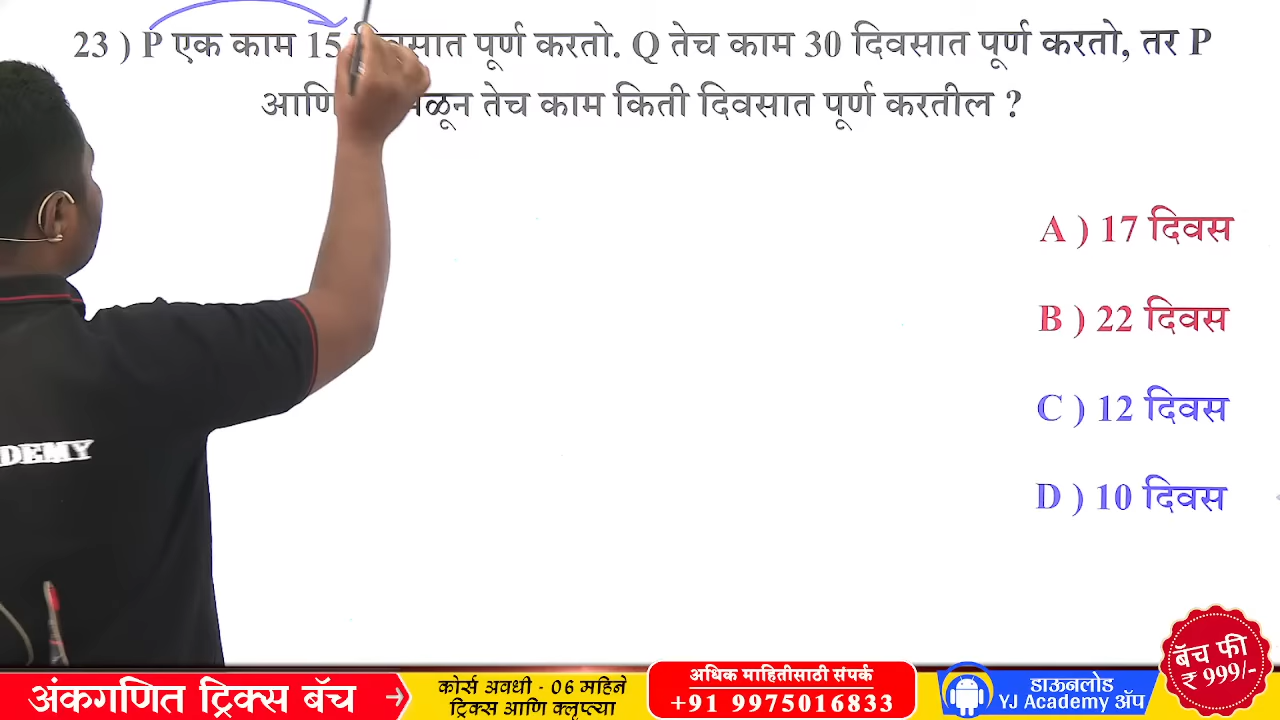 23 ) P एक काम 15 दिवसात पूर्ण करतो. Q तेच काम 30 दिवसात पूर्ण करतो, तर P
आणि तेच काम किती दिवसात पूर्ण करतील ?
A ) 17 दिवस
B ) 22 दिवस
C ) 12 दिवस
D ) 10 दिवस
DEMY
बॅच फी
₹ 999/-
अंकगणित ट्रिक्स बॅच
कोर्स अवधी - 06 महिने
ट्रिक्स आणि क्लृप्त्या
अधिक माहितीसाठी संपर्क
+91 9975016833
डाऊनलोड
YJ Academy ॲप